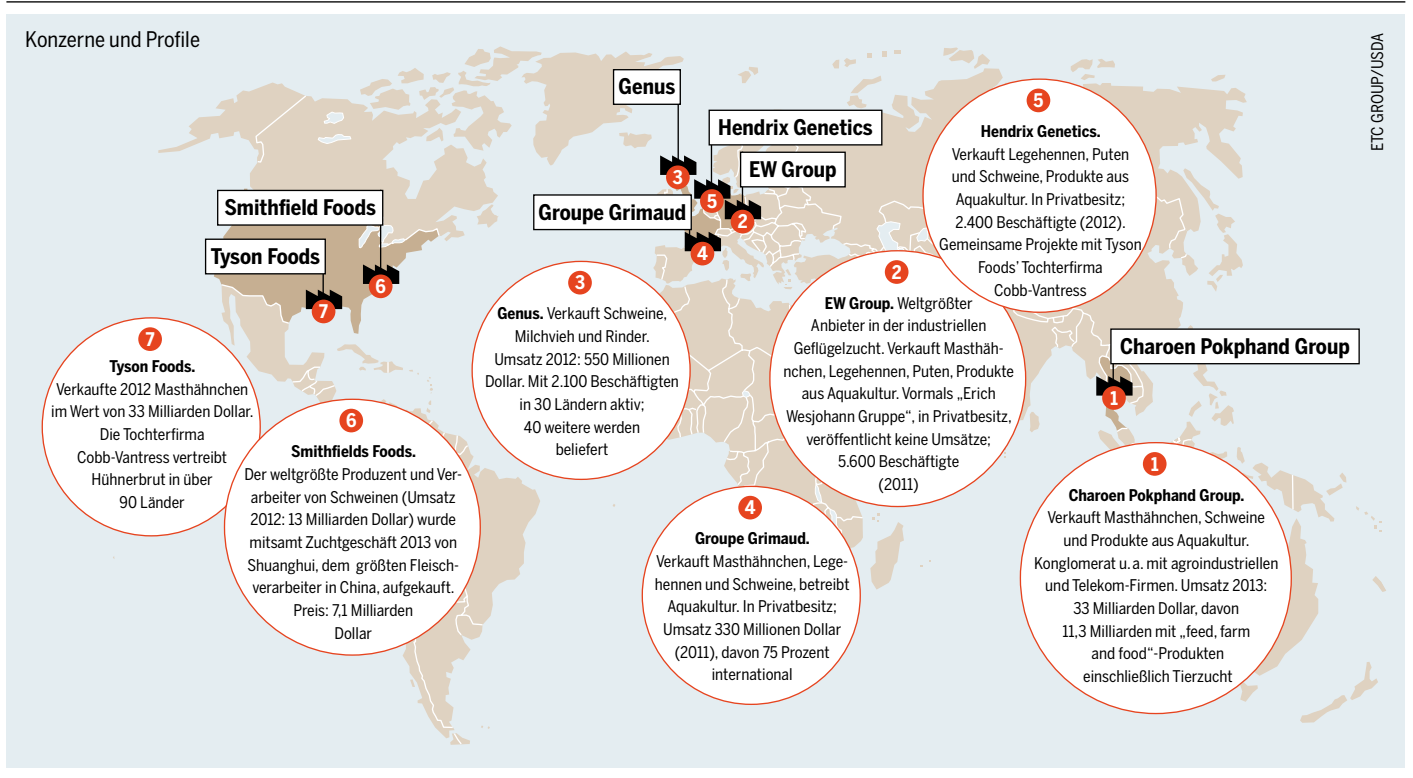 Konzerne und Profile
ETC GROUP/USDA
Genus
Hendrix Genetics
EW Group
Groupe Grimaud
Smithfield Foods
Tyson Foods
Charoen Pokphand Group
3
5
2
4
6
7
1
5
Hendrix Genetics.
Verkauft Legehennen, Puten
und Schweine, Produkte aus
Aquakultur. In Privatbesitz;
2.400 Beschäftigte (2012).
Gemeinsame Projekte mit Tyson
Foods’ Tochterfirma
Cobb-Vantress
2
EW Group. Weltgrößter
Anbieter in der industriellen
Geflügelzucht. Verkauft Masthäh-
nchen, Legehennen, Puten, Produkte
aus Aquakultur. Vormals „Erich
Wesjohann Gruppe“, in Privatbesitz,
veröffentlicht keine Umsätze;
5.600 Beschäftigte
(2011)
3
Genus. Verkauft Schweine,
Milchvieh und Rinder.
Umsatz 2012: 550 Millionen
Dollar. Mit 2.100 Beschäftigten
in 30 Ländern aktiv;
40 weitere werden
beliefert
7
Tyson Foods.
Verkaufte 2012 Masthähnchen
im Wert von 33 Milliarden Dollar.
Die Tochterfirma
Cobb-Vantress vertreibt
Hühnerbrut in über
90 Länder
6
Smithfields Foods.
Der weltgrößte Produzent und Ver-
arbeiter von Schweinen (Umsatz
2012: 13 Milliarden Dollar) wurde
mitsamt Zuchtgeschäft 2013 von
Shuanghui, dem größten Fleisch-
verarbeiter in China, aufgekauft.
Preis: 7,1 Milliarden
Dollar
4
Groupe Grimaud.
Verkauft Masthähnchen, Lege-
hennen und Schweine, betreibt
Aquakultur. In Privatbesitz;
Umsatz 330 Millionen Dollar
(2011), davon 75 Prozent
international
1
Charoen Pokphand Group.
Verkauft Masthähnchen, Schweine
und Produkte aus Aquakultur.
Konglomerat u. a. mit agroindustriellen
und Telekom-Firmen. Umsatz 2013:
33 Milliarden Dollar, davon
11,3 Milliarden mit „feed, farm
and food“-Produkten
einschließlich Tierzucht